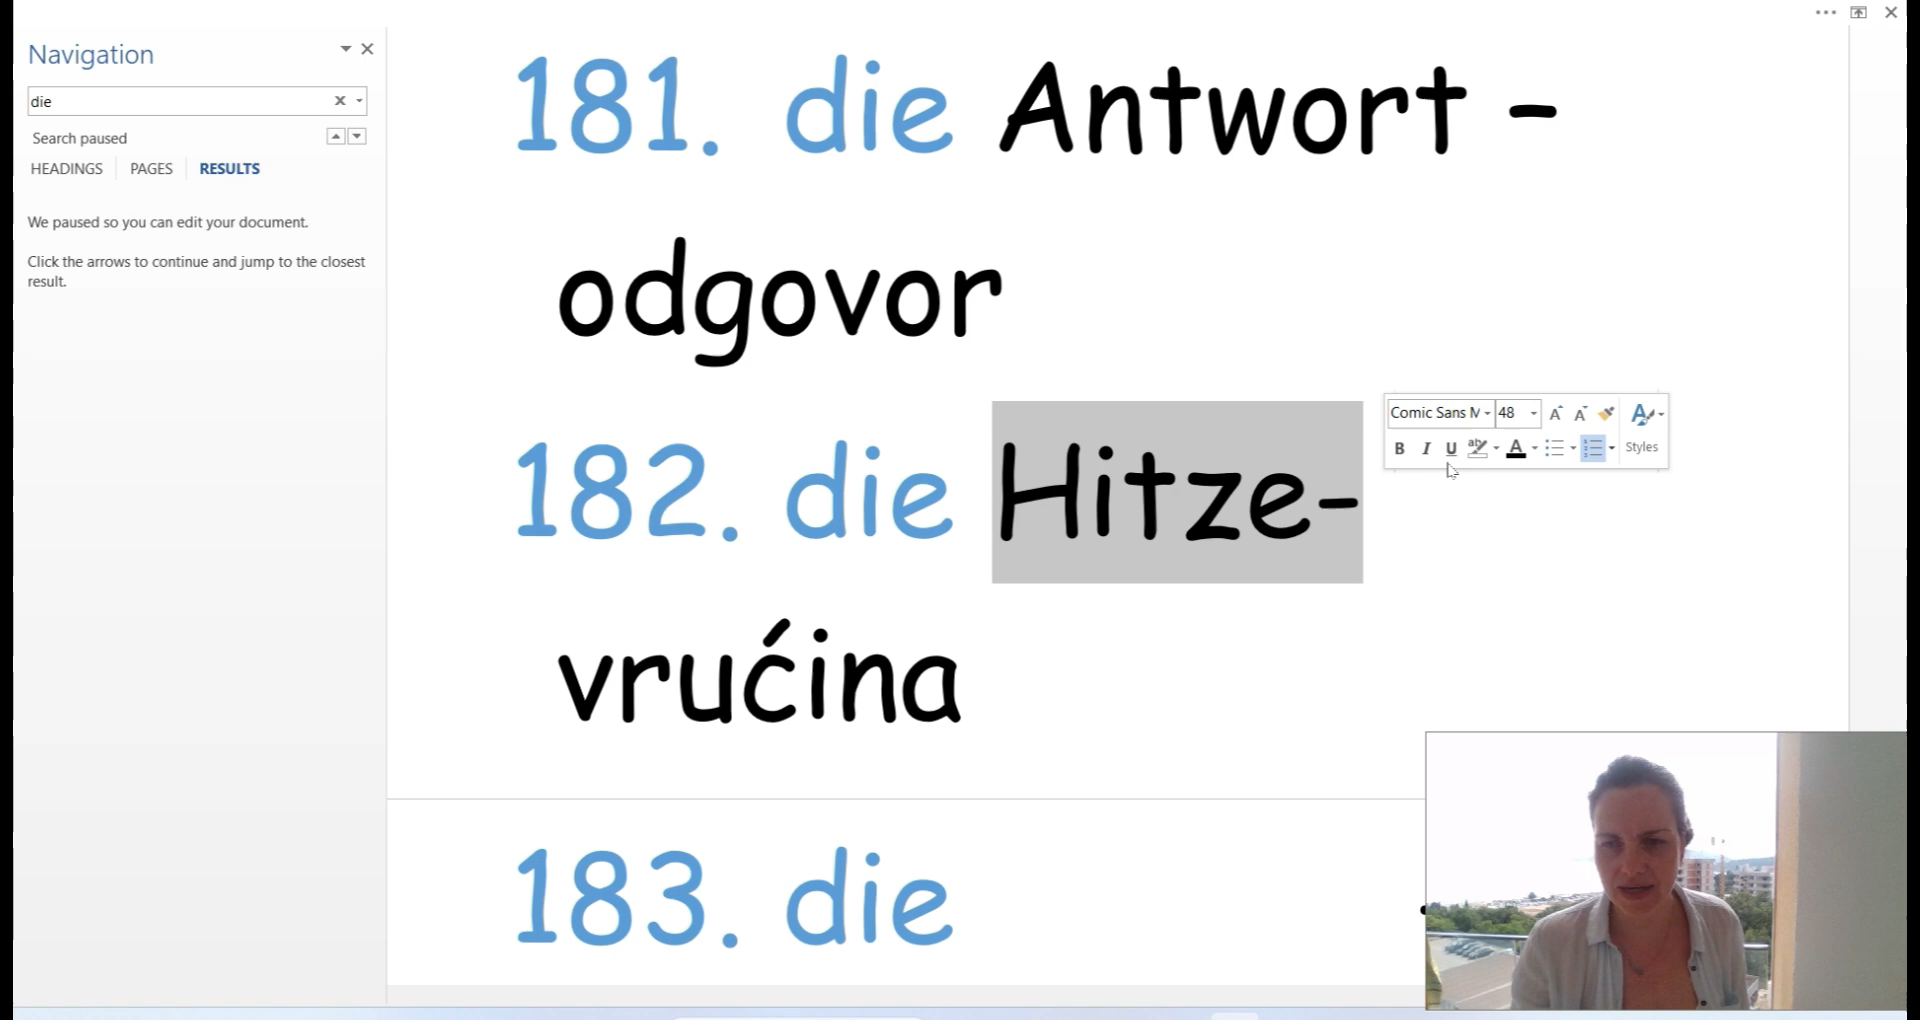 Navigation
die
Search paused
HEADINGS PAGES RESULTS
We paused so you can edit your document.
Click the arrows to continue and jump to the closest
result.
181. die Antwort -
odgovor
182. die Hitze-
vrućina
183. die
Comic Sans M 48
B I U
Styles